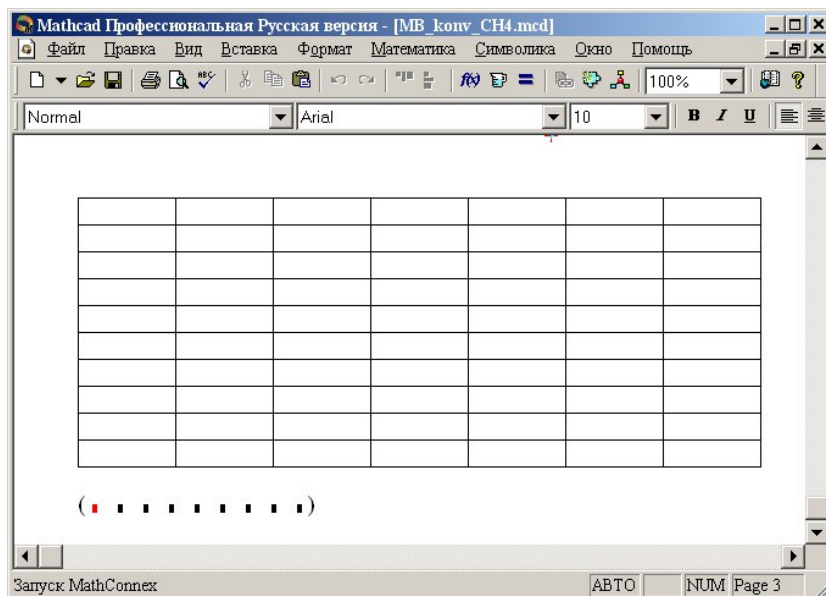 Mathcad Профессиональная Русская версия - [MB_konv_CH4.mcd]
Файл Правка Вид Вставка Формат Математика Символика Окно Помощь
100%
Normal Arial 10 B I U
Запуск MathConnex АВТО NUM Page 3